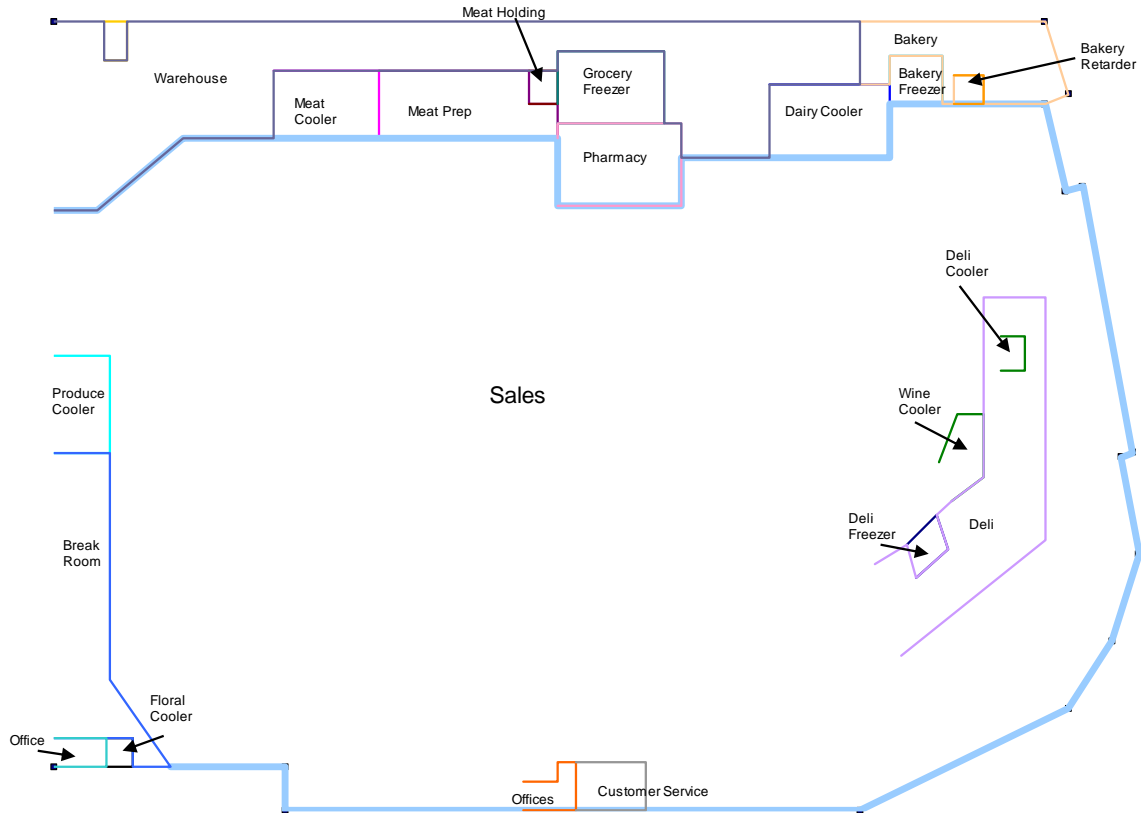 Meat Holding
Bakery
Bakery
Retarder
Warehouse
Grocery
Freezer
Bakery
Freezer
Meat
Cooler
Meat Prep
Dairy Cooler
Pharmacy
Deli
Cooler
Sales
Produce
Cooler
Wine
Cooler
Deli
Freezer
Deli
Break
Room
Floral
Cooler
Office
Offices
Customer Service